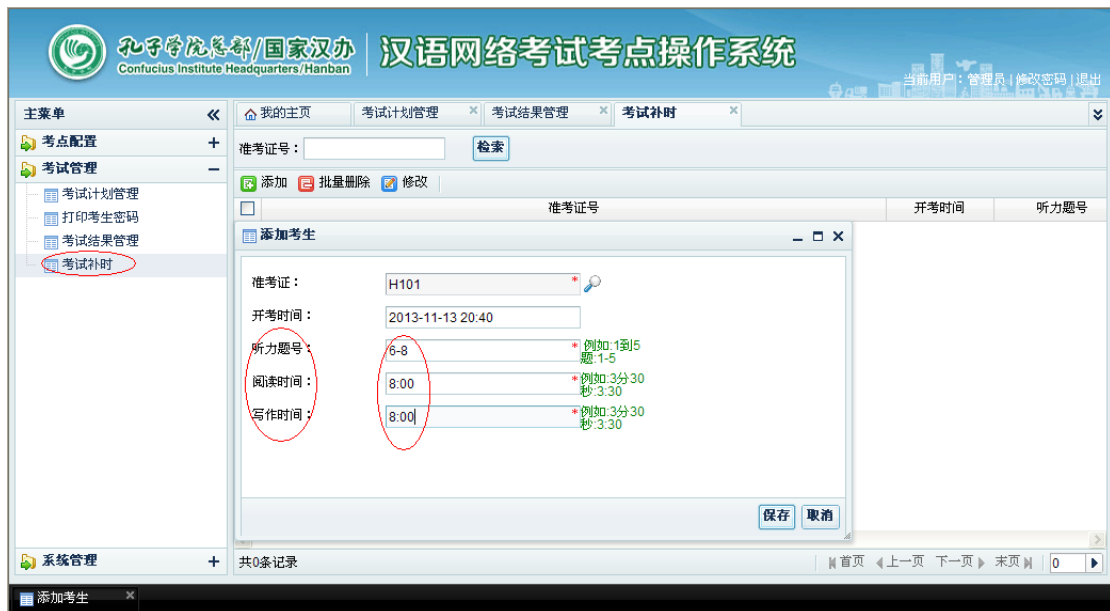 孔子学院总部/国家汉办 汉语网络考试考点操作系统
Confucius Institute Headquarters/Hanban
当前用户：管理员 | 修改密码 | 退出
主菜单 我的主页 考试计划管理 考试结果管理 考试补时
考点配置
准考证号： 检索
考试管理
添加 批量删除 修改
考试计划管理
准考证号 开考时间 听力题号
打印考生密码
考试结果管理
考试补时
添加考生
准考证： H101 *
开考时间： 2013-11-13 20:40
听力题号： 6-8 * 例如:1到5
题:1-5
阅读时间： 8:00 * 例如:3分30
秒:3:30
写作时间： 8:00 * 例如:3分30
秒:3:30
保存 取消
系统管理
共0条记录 首页 上一页 下一页 末页 0
添加考生